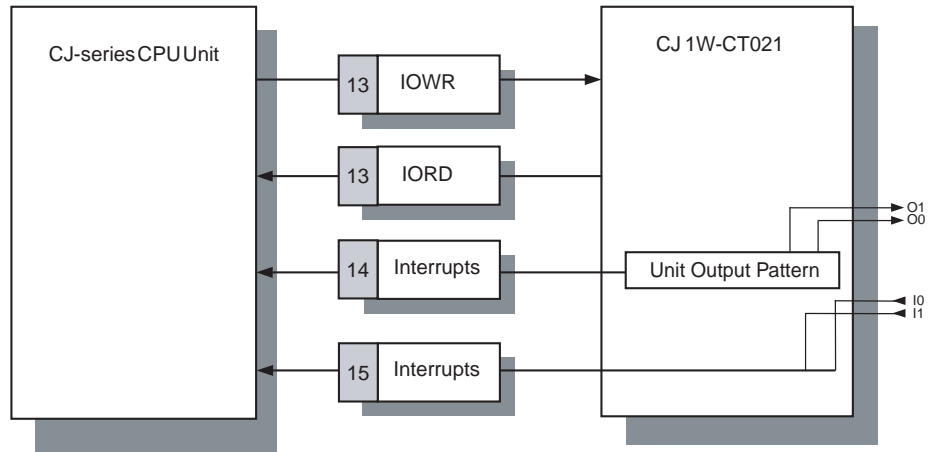 CJ-series CPU Unit
CJ1W-CT021
13 IOWR
13 IORD
O1
O0
14 Interrupts
Unit Output Pattern
I0
I1
15 Interrupts